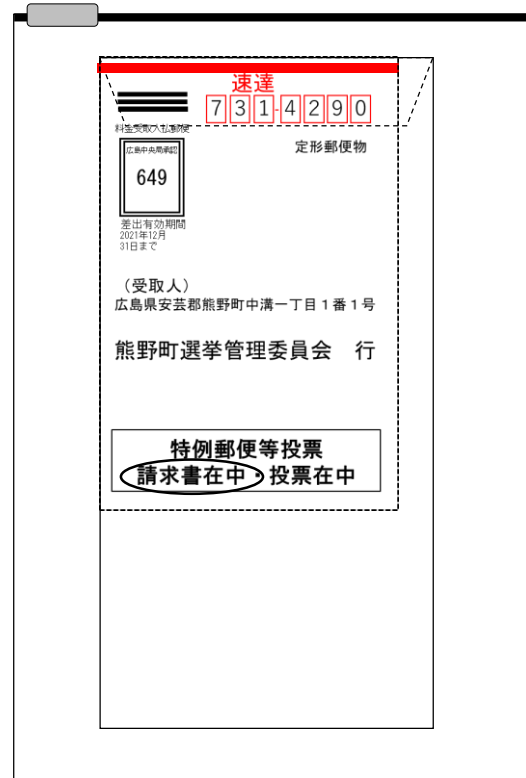 速達
731-4290
料金受取人払郵便
定形郵便物
広島中央局承認
649
差出有効期間
2021年12月
31日まで
（受取人）
広島県安芸郡熊野町中溝一丁目1番1号
熊野町選挙管理委員会　行
特例郵便等投票
請求書在中・投票在中